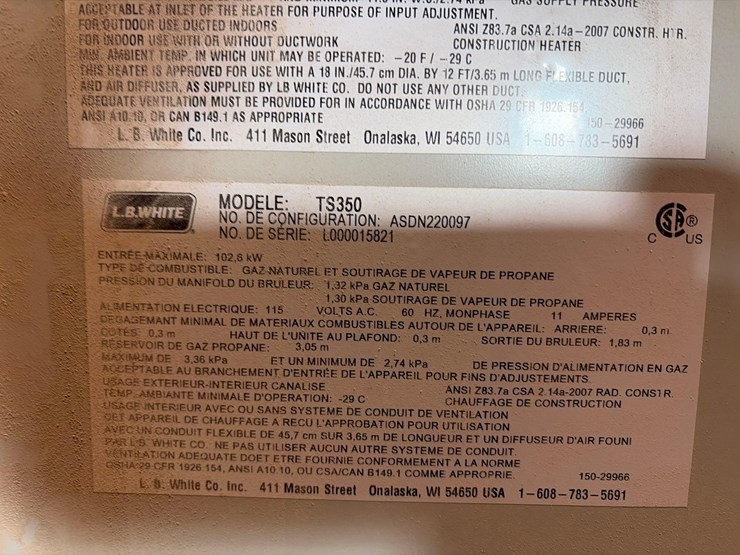 ACCEPTABLE AT INLET OF THE HEATER FOR PURPOSE OF INPUT ADJUSTMENT.
GAS SUPPLY PRESSURE
FOR OUTDOOR USE DUCTED INDOORS
FOR INDOOR USE WITH OR WITHOUT DUCTWORK
ANSI Z83.7a CSA 2.14a-2007 CONSTR. HTR.
CONSTRUCTION HEATER
MIN. AMBIENT TEMP. IN WHICH UNIT MAY BE OPERATED: -20 F / -29 C
THIS HEATER IS APPROVED FOR USE WITH A 18 IN./45.7 cm DIA. BY 12 FT/3.65 m LONG FLEXIBLE DUCT,
AND AIR DIFFUSER, AS SUPPLIED BY LB WHITE CO. DO NOT USE ANY OTHER DUCT.
ADEQUATE VENTILATION MUST BE PROVIDED FOR IN ACCORDANCE WITH OSHA 29 CFR 1926.154,
ANSI A10.10, OR CAN B149.1 AS APPROPRIATE
150-29966
L. B. White Co. Inc. 411 Mason Street Onalaska, WI 54650 USA 1-608-783-5691
L.B.WHITE
MODELE: TS350
NO. DE CONFIGURATION: ASDN220097
NO. DE SÉRIE: L000015821
SA ®
C US
ENTRÉE MAXIMALE: 102,6 kW
TYPE DE COMBUSTIBLE: GAZ NATUREL ET SOUTIRAGE DE VAPEUR DE PROPANE
PRESSION DU MANIFOLD DU BRULEUR: 1,32 kPa GAZ NATUREL
1,30 kPa SOUTIRAGE DE VAPEUR DE PROPANE
ALIMENTATION ELECTRIQUE: 115 VOLTS A.C. 60 HZ, MONPHASE 11 AMPERES
DEGAGEMENT MINIMAL DE MATERIAUX COMBUSTIBLES AUTOUR DE L'APPAREIL: ARRIERE: 0,3 m
COTES: 0,3 m HAUT DE L'UNITE AU PLAFOND: 0,3 m SORTIE DU BRULEUR: 1,83 m
RESERVOIR DE GAZ PROPANE: 3,05 m
MAXIMUM DE 3,36 kPa ET UN MINIMUM DE 2,74 kPa DE PRESSION D'ALIMENTATION EN GAZ
ACCEPTABLE AU BRANCHEMENT D'ENTRÉE DE L'APPAREIL POUR FINS D'ADJUSTEMENTS.
USAGE EXTERIEUR-INTERIEUR CANALISE
ANSI Z83.7a CSA 2.14a-2007 RAD. CONSTR.
TEMP. AMBIANTE MINIMALE D'OPERATION: -29 C
CHAUFFAGE DE CONSTRUCTION
USAGE INTERIEUR AVEC OU SANS SYSTEME DE CONDUIT DE VENTILATION
CET APPAREIL DE CHAUFFAGE A RECU L'APPROBATION POUR UTILISATION
AVEC UN CONDUIT FLEXIBLE DE 45,7 cm SUR 3,65 m DE LONGUEUR ET UN DIFFUSEUR D'AIR FOUNI
PAR L.B. WHITE CO. NE PAS UTILISER AUCUN AUTRE SYSTEME DE CONDUIT.
VENTILATION ADEQUATE DOIT ETRE FOURNIE CONFORMEMENT A LA NORME
OSHA 29 CFR 1926.154, ANSI A10.10, OU CSA/CAN B149.1 COMME APPROPRIE.
150-29966
L. B. White Co. Inc. 411 Mason Street Onalaska, WI 54650 USA 1-608-783-5691